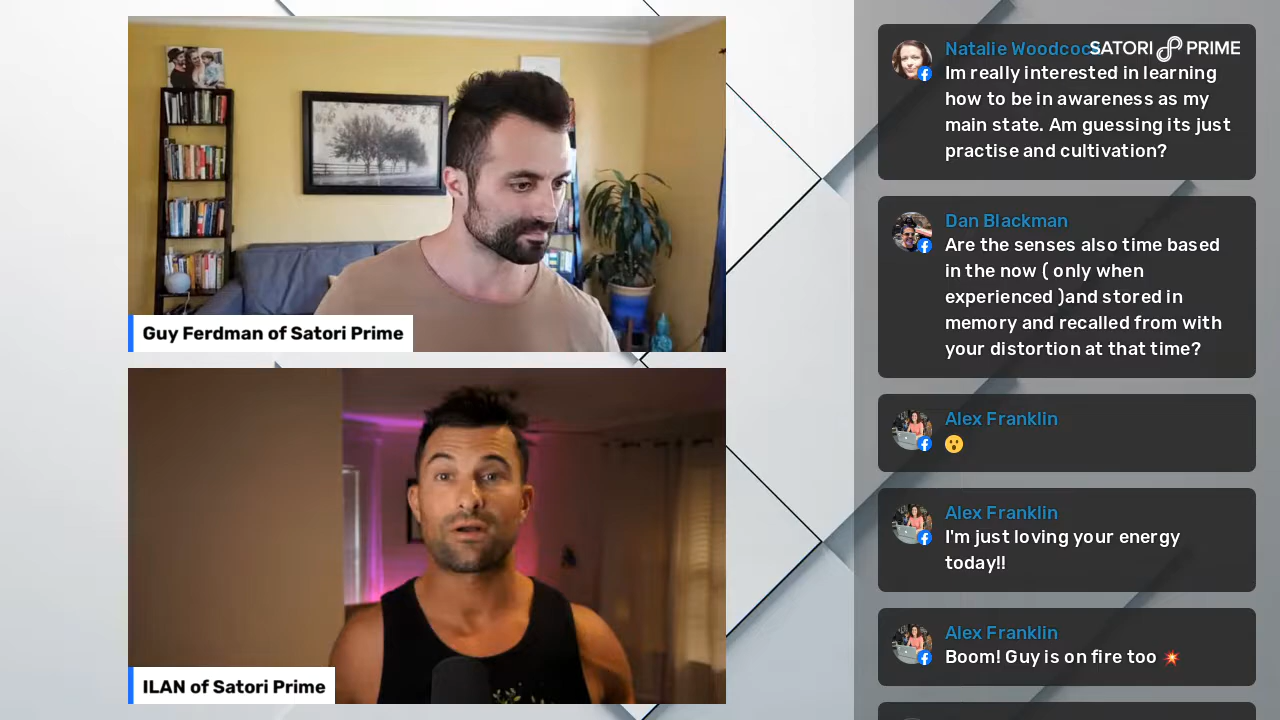 Guy Ferdman of Satori Prime
ILAN of Satori Prime
SATORI PRIME
Natalie Woodcock
Im really interested in learning
how to be in awareness as my
main state. Am guessing its just
practise and cultivation?
Dan Blackman
Are the senses also time based
in the now ( only when
experienced )and stored in
memory and recalled from with
your distortion at that time?
Alex Franklin
😮
Alex Franklin
I'm just loving your energy
today!!
Alex Franklin
Boom! Guy is on fire too 💥